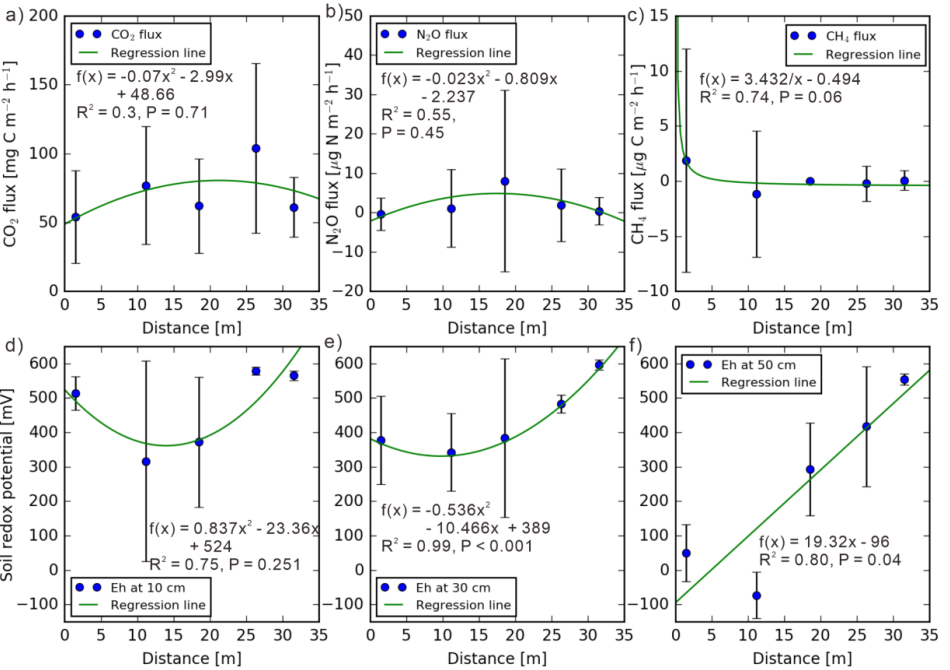 a)
200
150
100
50
0
CO₂ flux [mg C m⁻² h⁻¹]
CO₂ flux
Regression line
f(x) = -0.07x² - 2.99x
+ 48.66
R² = 0.3, P = 0.71
0 5 10 15 20 25 30 35
Distance [m]
b)
50
40
30
20
10
0
−10
−20
N₂O flux [μg N m⁻² h⁻¹]
N₂O flux
Regression line
f(x) = -0.023x² - 0.809x
- 2.237
R² = 0.55,
P = 0.45
0 5 10 15 20 25 30 35
Distance [m]
c)
15
10
5
0
−5
−10
CH₄ flux [μg C m⁻² h⁻¹]
CH₄ flux
Regression line
f(x) = 3.432/x - 0.494
R² = 0.74, P = 0.06
0 5 10 15 20 25 30 35
Distance [m]
d)
600
500
400
300
200
100
0
−100
Soil redox potential [mV]
f(x) = 0.837x² - 23.36x
+ 524
R² = 0.75, P = 0.251
Eh at 10 cm
Regression line
0 5 10 15 20 25 30 35
Distance [m]
e)
600
500
400
300
200
100
0
−100
f(x) = -0.536x²
- 10.466x + 389
R² = 0.99, P < 0.001
Eh at 30 cm
Regression line
0 5 10 15 20 25 30 35
Distance [m]
f)
600
500
400
300
200
100
0
−100
Eh at 50 cm
Regression line
f(x) = 19.32x - 96
R² = 0.80, P = 0.04
0 5 10 15 20 25 30 35
Distance [m]